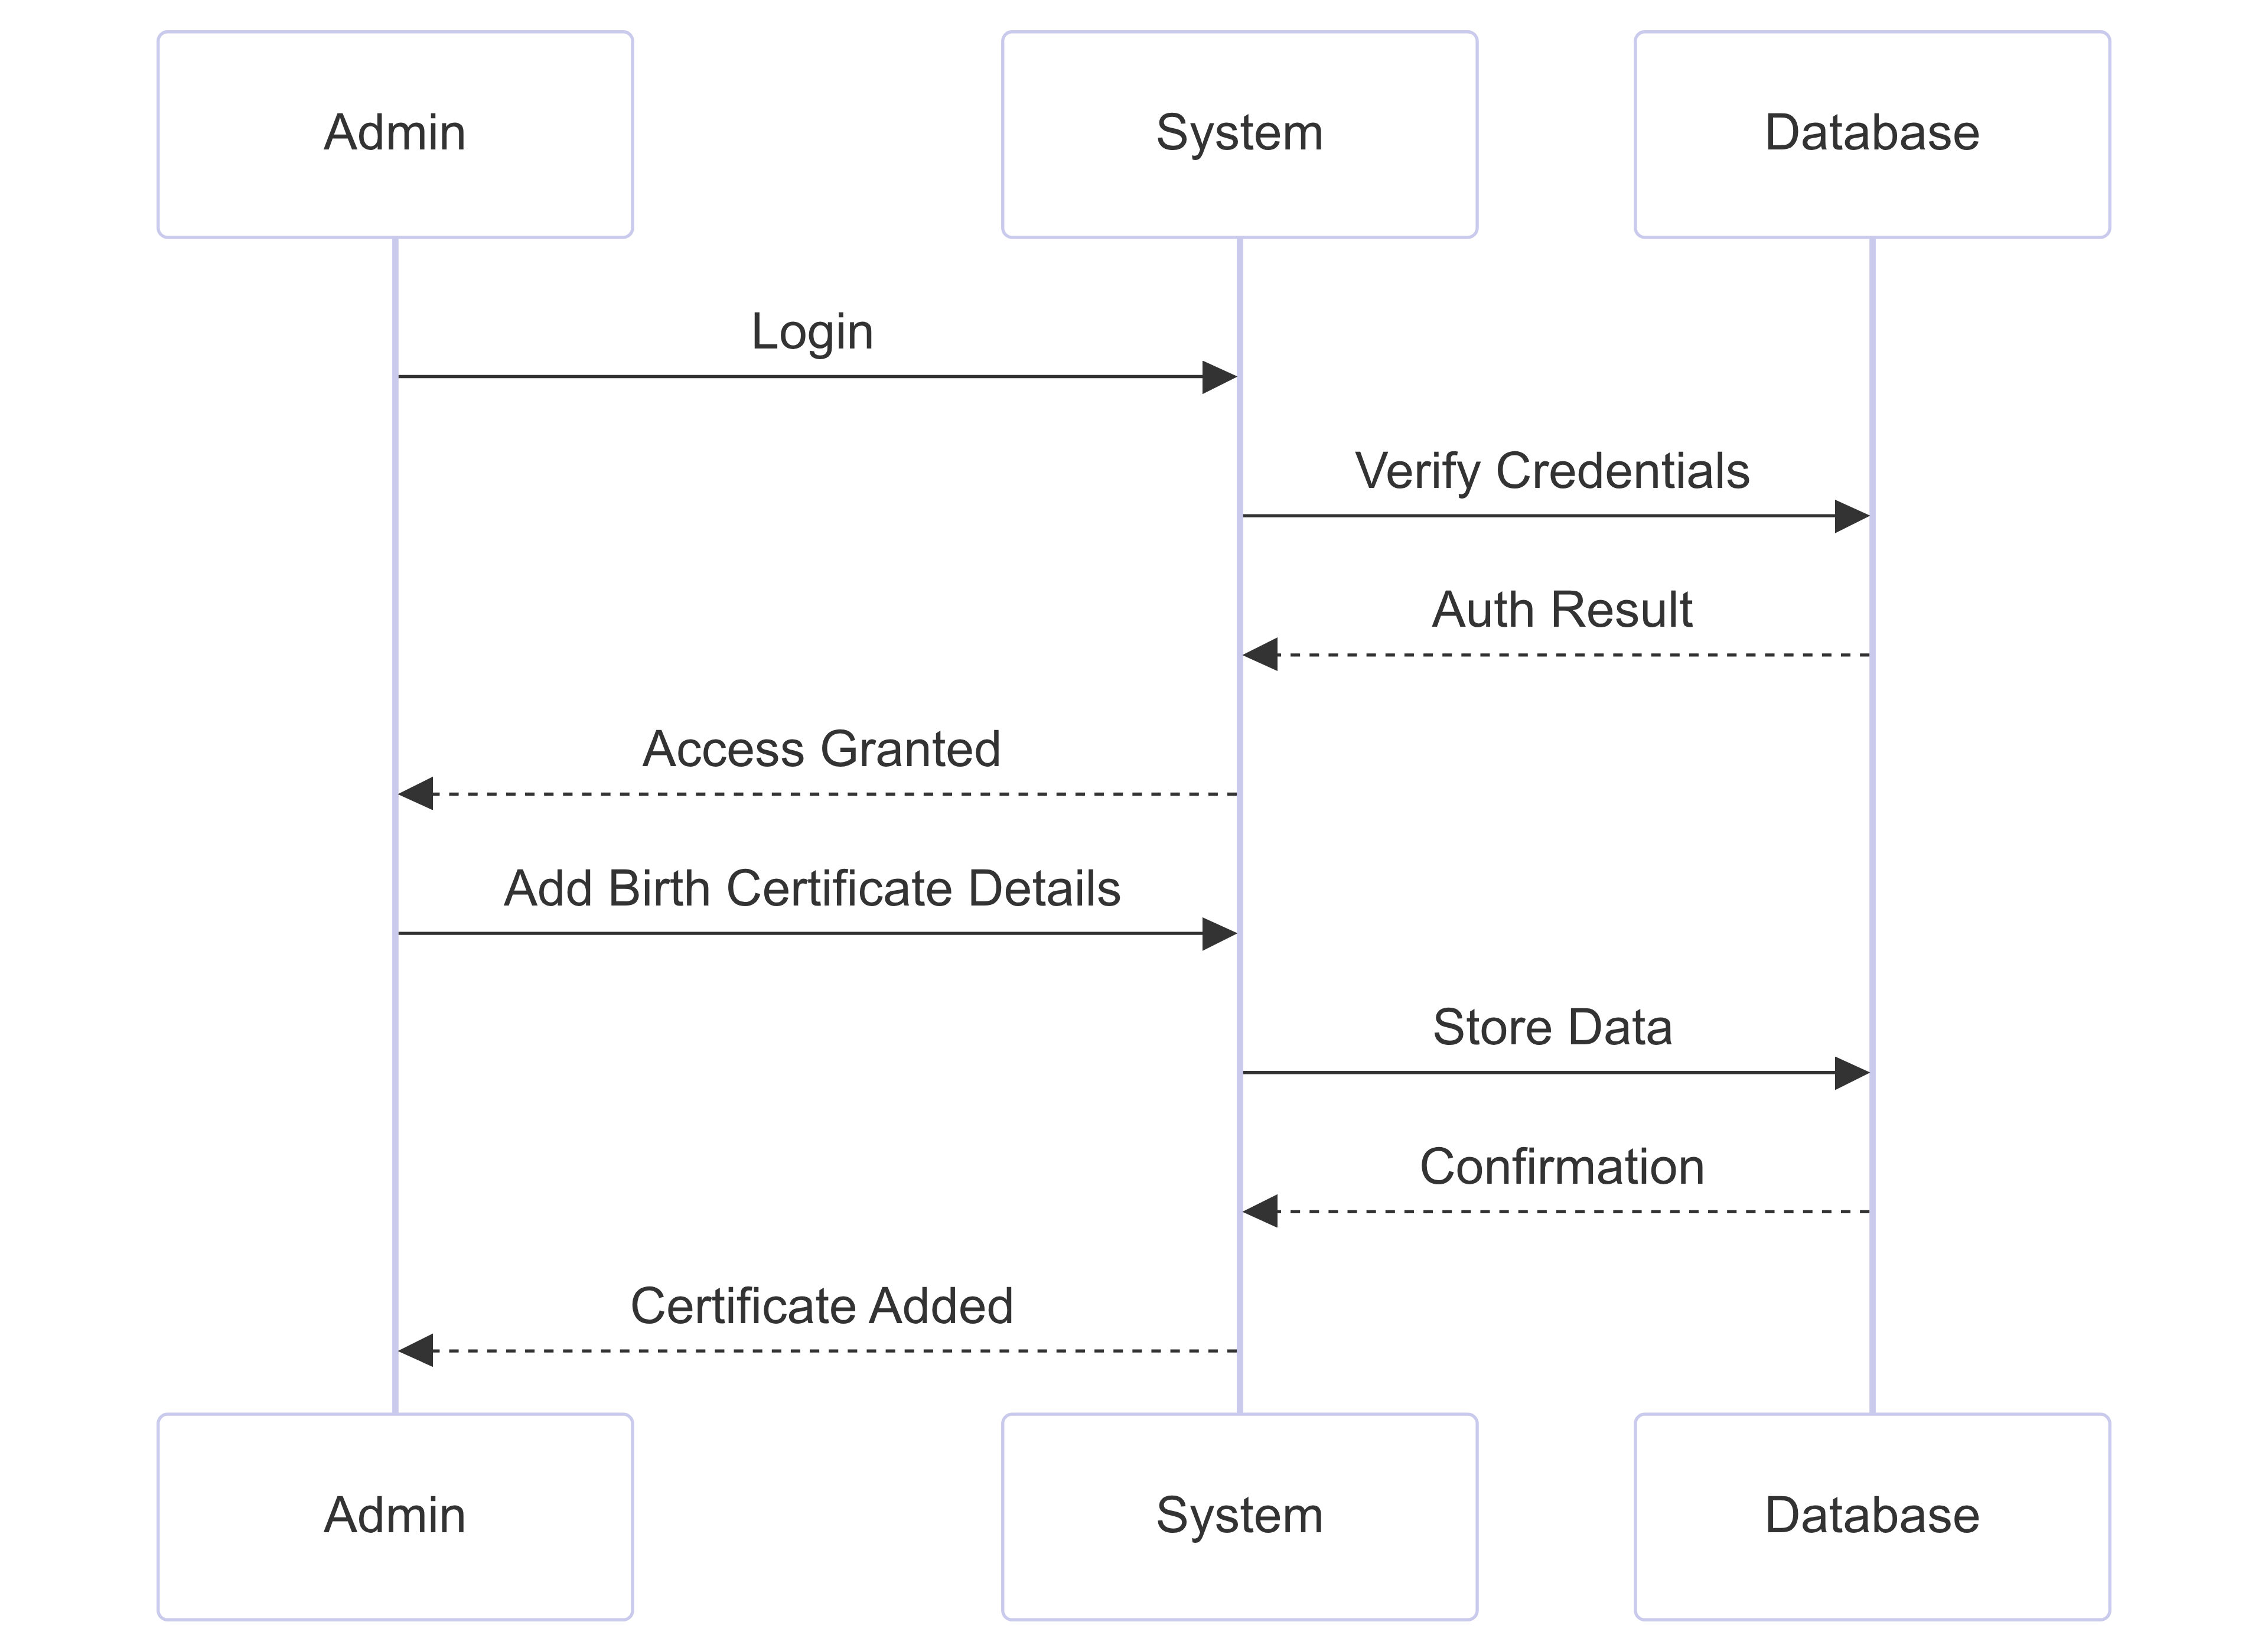 Admin
System
Database
Login
Verify Credentials
Auth Result
Access Granted
Add Birth Certificate Details
Store Data
Confirmation
Certificate Added
Admin
System
Database